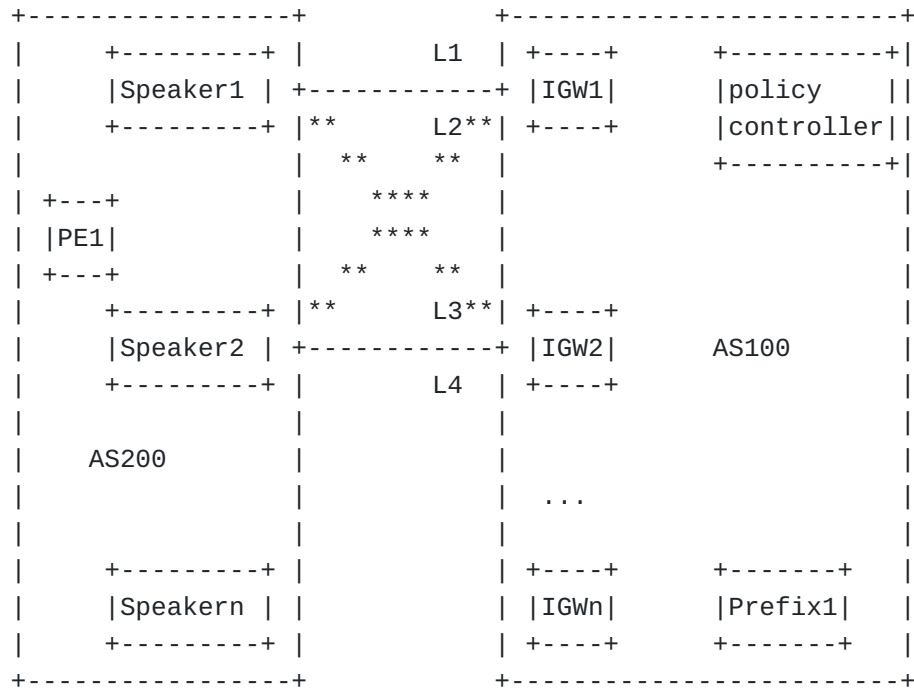 +-----------------+            +-------------------------+
|      +---------+ |        L1  | +----+      +----------+|
|      |Speaker1 | +------------+ |IGW1|      |policy    ||
|      +---------+ |**      L2**| +----+      |controller||
|                  |  **    **  |             +----------+|
| +---+            |    ****    |                         |
| |PE1|            |    ****    |                         |
| +---+            |  **    **  |                         |
|      +---------+ |**      L3**| +----+                  |
|      |Speaker2 | +------------+ |IGW2|      AS100       |
|      +---------+ |        L4  | +----+                  |
|                  |            |                         |
|     AS200        |            |                         |
|                  |            |  ...                    |
|                  |            |                         |
|      +---------+ |            | +----+      +-------+   |
|      |Speakern | |            | |IGWn|      |Prefix1|   |
|      +---------+ |            | +----+      +-------+   |
+-----------------+            +-------------------------+